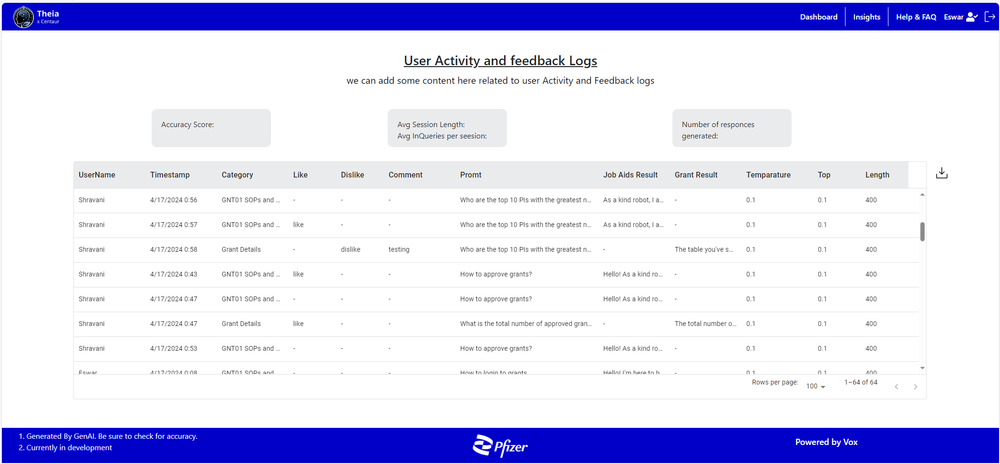 Theia
x Centaur
Dashboard Insights Help & FAQ Eswar
User Activity and feedback Logs
we can add some content here related to user Activity and Feedback logs
Accuracy Score:
Avg Session Length:
Avg InQueries per seesion:
Number of responces
generated:
UserName Timestamp Category Like Dislike Comment Promt Job Aids Result Grant Result Temparature Top Length
Shravani 4/17/2024 0:56 GNT01 SOPs and ... - - - Who are the top 10 PIs with the greatest n... As a kind robot, I a... - 0.1 0.1 400
Shravani 4/17/2024 0:57 GNT01 SOPs and ... like - - Who are the top 10 PIs with the greatest n... As a kind robot, I a... - 0.1 0.1 400
Shravani 4/17/2024 0:58 Grant Details - dislike testing Who are the top 10 PIs with the greatest n... - The table you've s... 0.1 0.1 400
Shravani 4/17/2024 0:43 GNT01 SOPs and ... like - - How to approve grants? Hello! As a kind ro... - 0.1 0.1 400
Shravani 4/17/2024 0:47 GNT01 SOPs and ... - - - How to approve grants? Hello! As a kind ro... - 0.1 0.1 400
Shravani 4/17/2024 0:47 Grant Details like - - What is the total number of approved gran... - The total number o... 0.1 0.1 400
Shravani 4/17/2024 0:53 GNT01 SOPs and ... - - - How to approve grants? Hello! As a kind ro... - 0.1 0.1 400
Eswar 4/17/2024 0:08 GNT01 SOPs and - - - How to login to grants Hello! I'm here to h - 0.1 0.1 400
Rows per page: 100 1–64 of 64
1. Generated By GenAI. Be sure to check for accuracy.
2. Currently in development
Pfizer
Powered by Vox